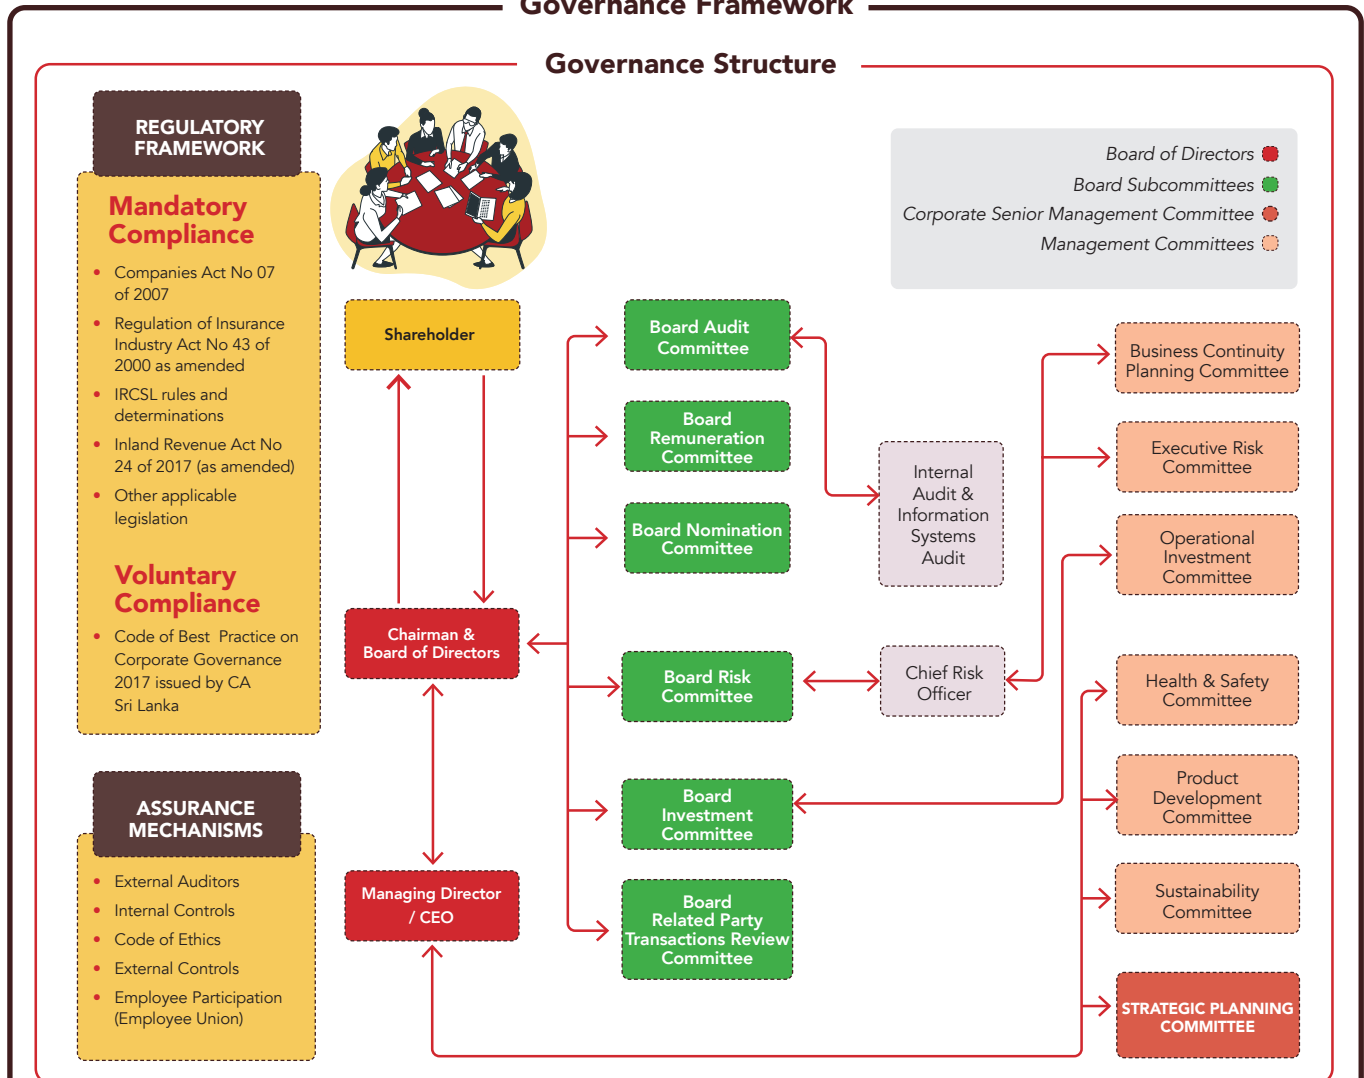 Governance Framework
Governance Structure
REGULATORY
FRAMEWORK
Mandatory
Compliance
• Companies Act No 07
of 2007
• Regulation of Insurance
Industry Act No 43 of
2000 as amended
• IRCSL rules and
determinations
• Inland Revenue Act No
24 of 2017 (as amended)
• Other applicable
legislation
Voluntary
Compliance
• Code of Best Practice on
Corporate Governance
2017 issued by CA
Sri Lanka
ASSURANCE
MECHANISMS
• External Auditors
• Internal Controls
• Code of Ethics
• External Controls
• Employee Participation
(Employee Union)
Shareholder
Chairman &
Board of Directors
Managing Director
/ CEO
Board Audit
Committee
Board
Remuneration
Committee
Board Nomination
Committee
Board Risk
Committee
Board
Investment
Committee
Board
Related Party
Transactions Review
Committee
Internal
Audit &
Information
Systems
Audit
Chief Risk
Officer
Board of Directors
Board Subcommittees
Corporate Senior Management Committee
Management Committees
Business Continuity
Planning Committee
Executive Risk
Committee
Operational
Investment
Committee
Health & Safety
Committee
Product
Development
Committee
Sustainability
Committee
STRATEGIC PLANNING
COMMITTEE